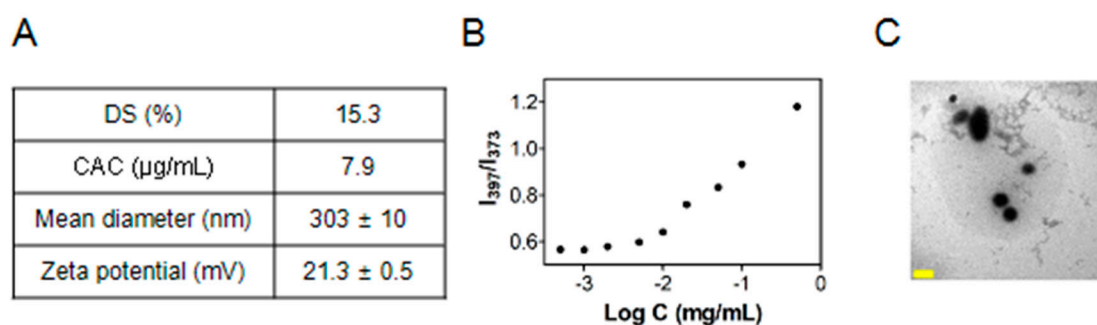 A
DS (%) 15.3
CAC (μg/mL) 7.9
Mean diameter (nm) 303 ± 10
Zeta potential (mV) 21.3 ± 0.5
B
I397/I373
1.2
1.0
0.8
0.6
-3 -2 -1 0
Log C (mg/mL)
C